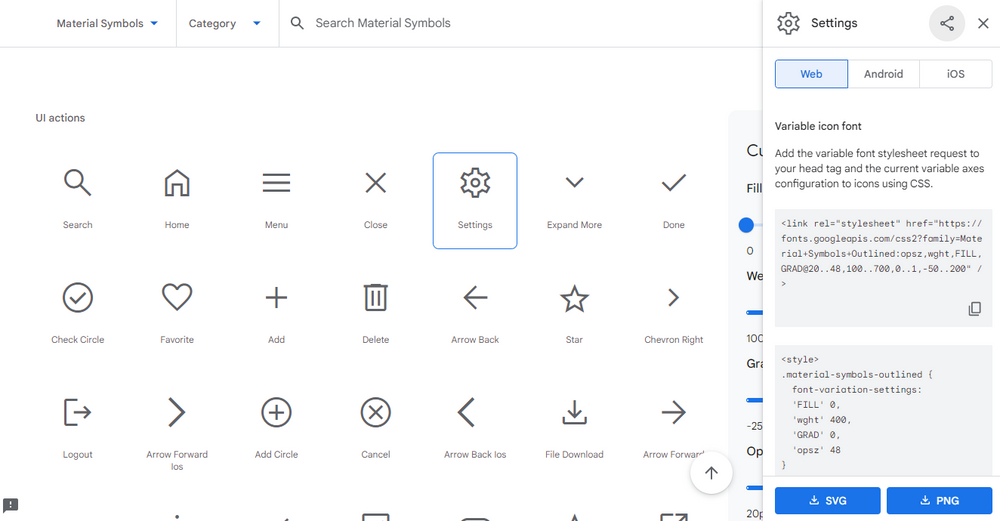 Material Symbols
Category
Search Material Symbols
Settings
Web
Android
iOS
UI actions
Search
Home
Menu
Close
Settings
Expand More
Done
Check Circle
Favorite
Add
Delete
Arrow Back
Star
Chevron Right
Logout
Arrow Forward
Ios
Add Circle
Cancel
Arrow Back Ios
File Download
Arrow Forward
Cu
Fill
0
We
100
Gra
-25
Op
20p
Variable icon font
Add the variable font stylesheet request to
your head tag and the current variable axes
configuration to icons using CSS.
<link rel="stylesheet" href="https://
fonts.googleapis.com/css2?family=Mate
rial+Symbols+Outlined:opsz,wght,FILL,
GRAD@20..48,100..700,0..1,-50..200" /
>
<style>
.material-symbols-outlined {
font-variation-settings:
'FILL' 0,
'wght' 400,
'GRAD' 0,
'opsz' 48
}
SVG
PNG